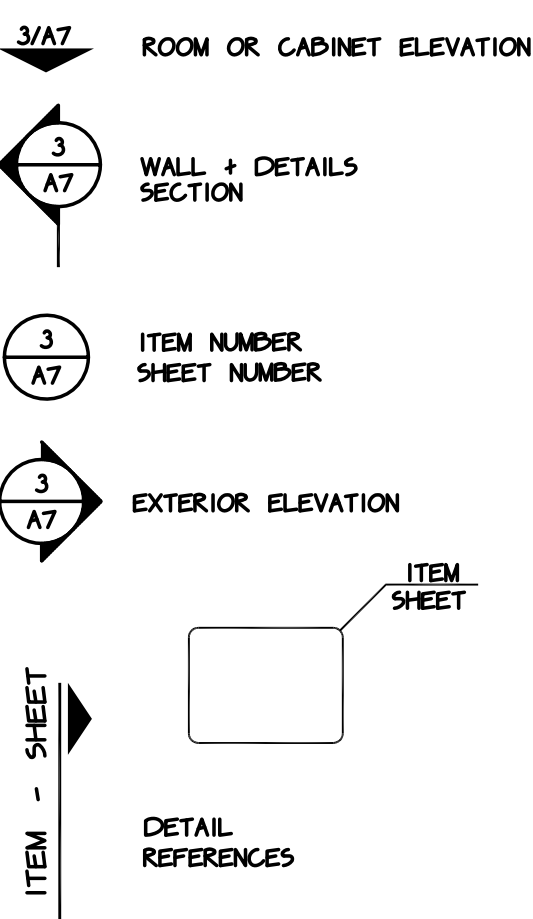 3/A7
ROOM OR CABINET ELEVATION
3
A7
WALL + DETAILS
SECTION
3
A7
ITEM NUMBER
SHEET NUMBER
3
A7
EXTERIOR ELEVATION
ITEM
SHEET
ITEM - SHEET
DETAIL
REFERENCES